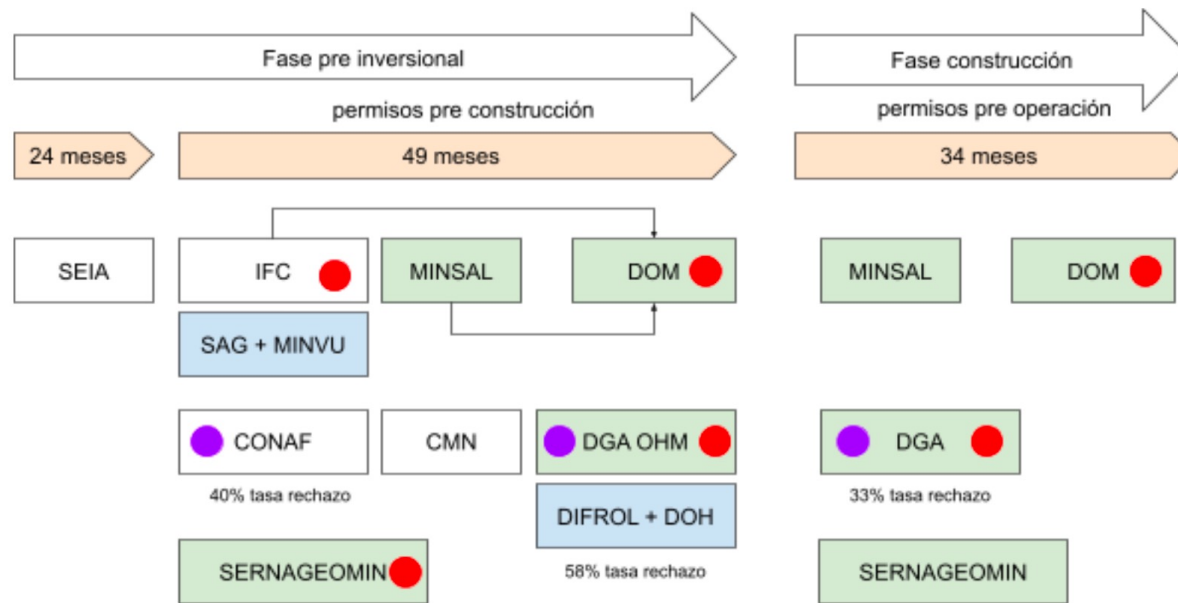 Fase pre inversional
Fase construcción
permisos pre construcción
permisos pre operación
24 meses
49 meses
34 meses
SEIA
IFC
MINSAL
DOM
MINSAL
DOM
SAG + MINVU
CONAF
CMN
DGA OHM
DGA
40% tasa rechazo
33% tasa rechazo
DIFROL + DOH
58% tasa rechazo
SERNAGEOMIN
SERNAGEOMIN